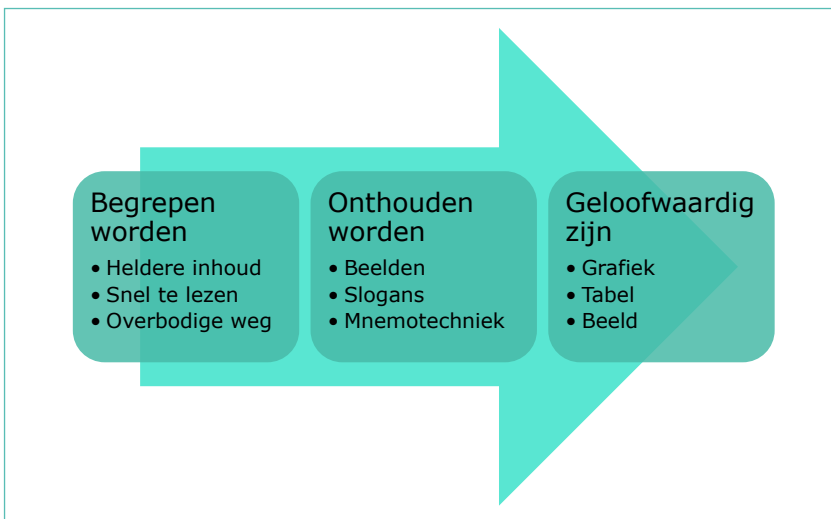 Begrepen
worden
• Heldere inhoud
• Snel te lezen
• Overbodige weg
Onthouden
worden
• Beelden
• Slogans
• Mnemotechniek
Geloofwaardig
zijn
• Grafiek
• Tabel
• Beeld